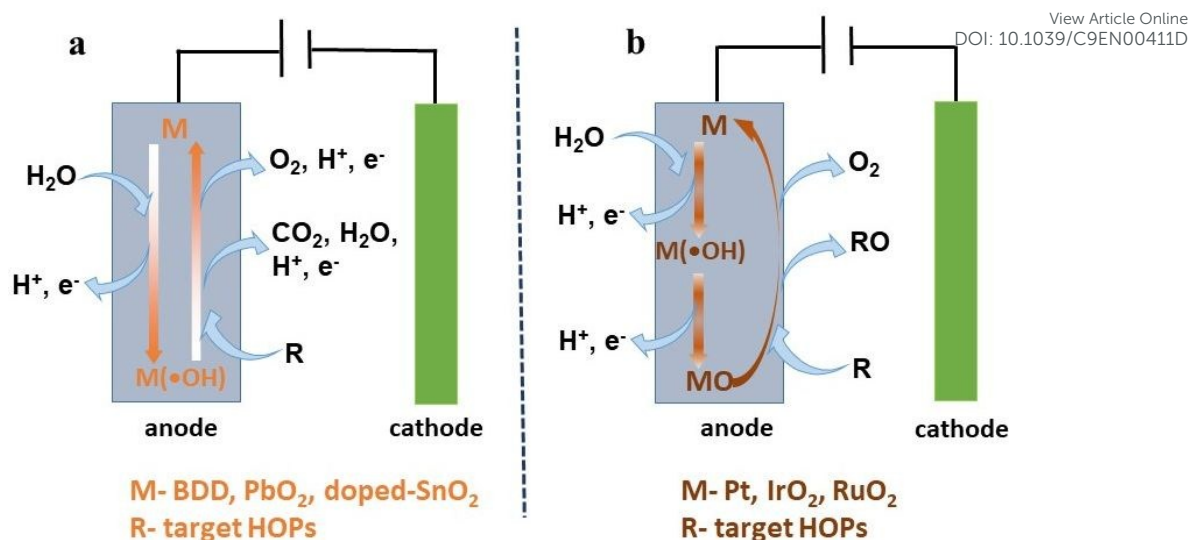 View Article Online
DOI: 10.1039/C9EN00411D
a
M
H₂O
O₂, H⁺, e⁻
CO₂, H₂O,
H⁺, e⁻
H⁺, e⁻
R
M(•OH)
anode
cathode
M- BDD, PbO₂, doped-SnO₂
R- target HOPs
b
M
H₂O
O₂
H⁺, e⁻
M(•OH)
RO
H⁺, e⁻
MO
R
anode
cathode
M- Pt, IrO₂, RuO₂
R- target HOPs